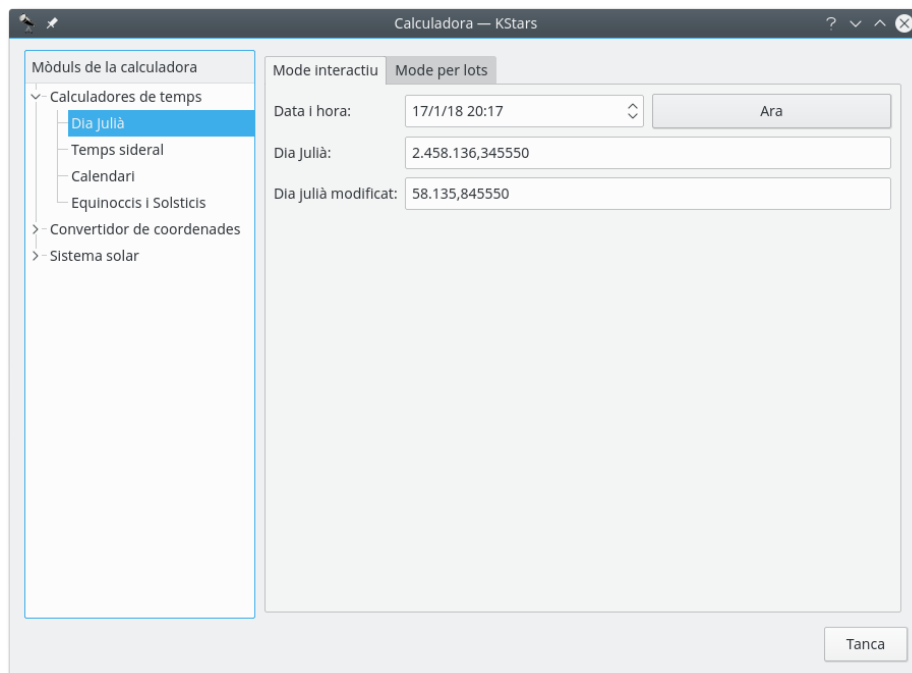 Calculadora — KStars
Mòduls de la calculadora
Calculadores de temps
Dia Julià
Temps sideral
Calendari
Equinoccis i Solsticis
Convertidor de coordenades
Sistema solar
Mode interactiu Mode per lots
Data i hora: 17/1/18 20:17 Ara
Dia Julià: 2.458.136,345550
Dia julià modificat: 58.135,845550
Tanca